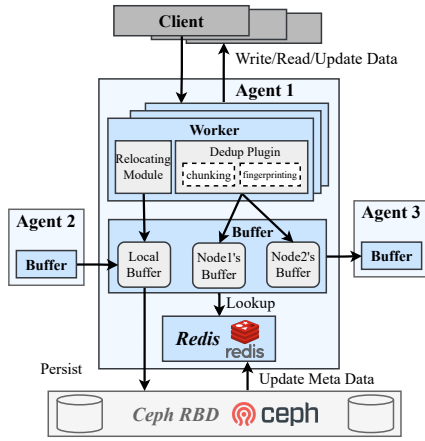 Client
Write/Read/Update Data
Agent 1
Worker
Relocating
Module
Dedup Plugin
chunking
fingerprinting
Agent 2
Buffer
Buffer
Local
Buffer
Node1's
Buffer
Node2's
Buffer
Agent 3
Buffer
Lookup
Redis
redis
Persist
Update Meta Data
Ceph RBD
ceph